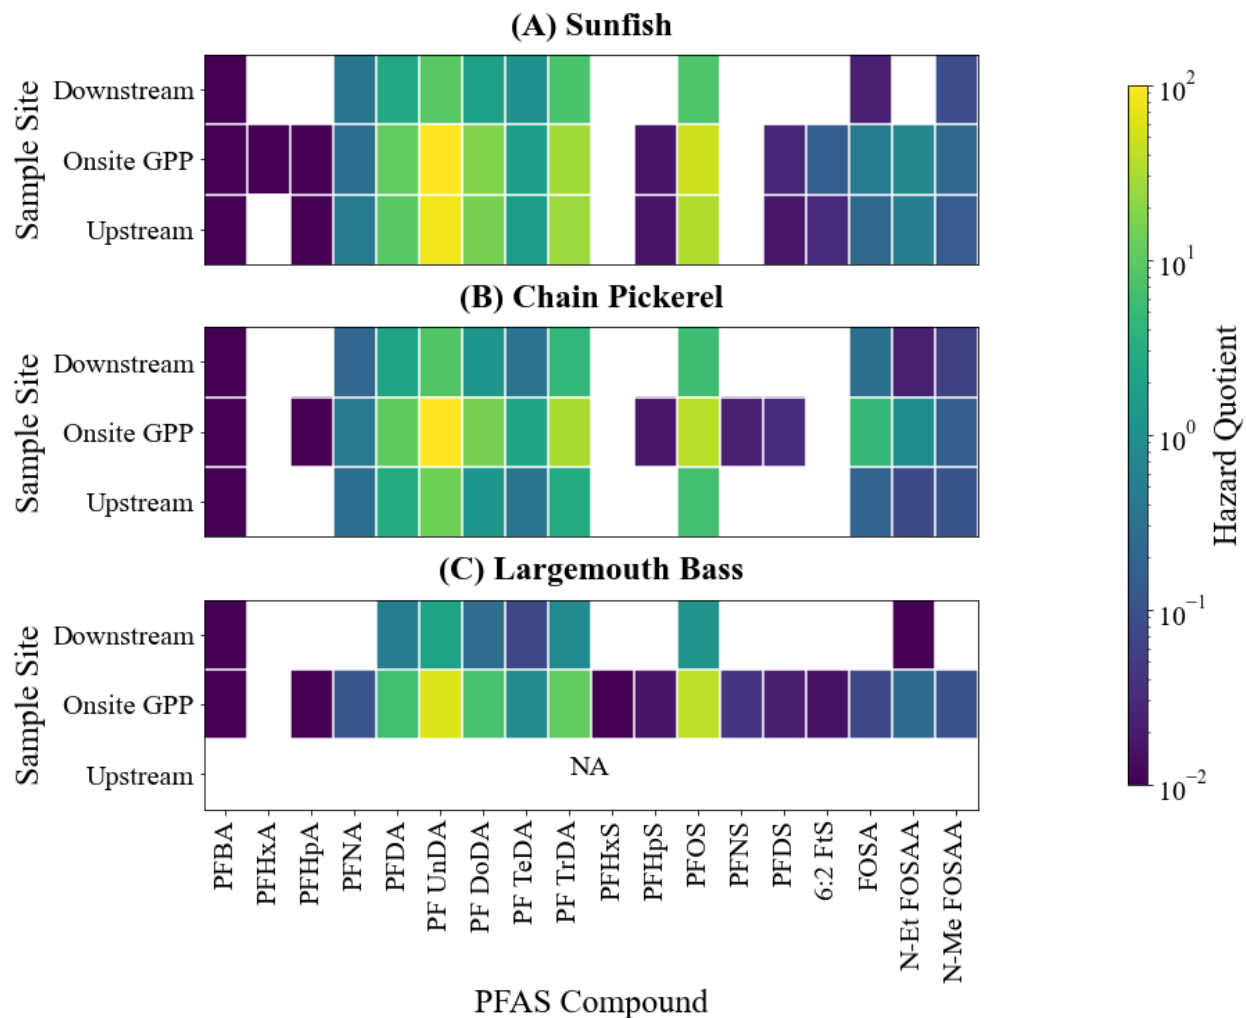 (A) Sunfish
Sample Site
Downstream
Onsite GPP
Upstream
(B) Chain Pickerel
Sample Site
Downstream
Onsite GPP
Upstream
(C) Largemouth Bass
Sample Site
Downstream
Onsite GPP
Upstream
NA
PFBA
PFHxA
PFHpA
PFNA
PFDA
PF UnDA
PF DoDA
PF TeDA
PF TrDA
PFHxS
PFHpS
PFOS
PFNS
PFDS
6:2 FtS
FOSA
N-Et FOSAA
N-Me FOSAA
PFAS Compound
10²
10¹
10⁰
10⁻¹
10⁻²
Hazard Quotient